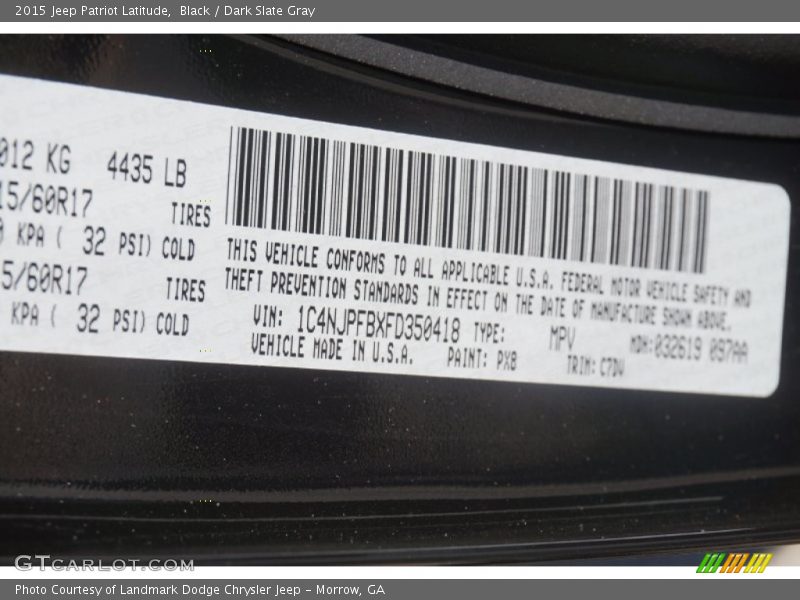 2015 Jeep Patriot Latitude,  Black / Dark Slate Gray
012 KG 4435 LB
15/60R17 TIRES
KPA ( 32 PSI) COLD
5/60R17 TIRES
KPA ( 32 PSI) COLD
THIS VEHICLE CONFORMS TO ALL APPLICABLE U.S.A. FEDERAL MOTOR VEHICLE SAFETY AND
THEFT PREVENTION STANDARDS IN EFFECT ON THE DATE OF MANUFACTURE SHOWN ABOVE.
VIN: 1C4NJPFBXFD350418 TYPE: MPV MDH:032619 097AA
VEHICLE MADE IN U.S.A. PAINT: PX8 TRIM: C7DV
GTCARLOT.COM
Photo Courtesy of Landmark Dodge Chrysler Jeep – Morrow, GA